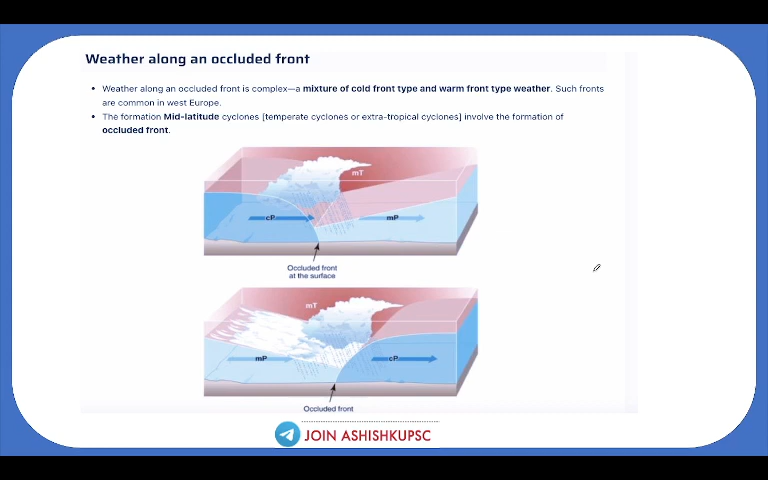 Weather along an occluded front
• Weather along an occluded front is complex—a mixture of cold front type and warm front type weather. Such fronts
are common in west Europe.
• The formation Mid-latitude cyclones [temperate cyclones or extra-tropical cyclones] involve the formation of
occluded front.
mT
cP
mP
Occluded front
at the surface
mT
mP
cP
Occluded front
JOIN ASHISHKUPSC